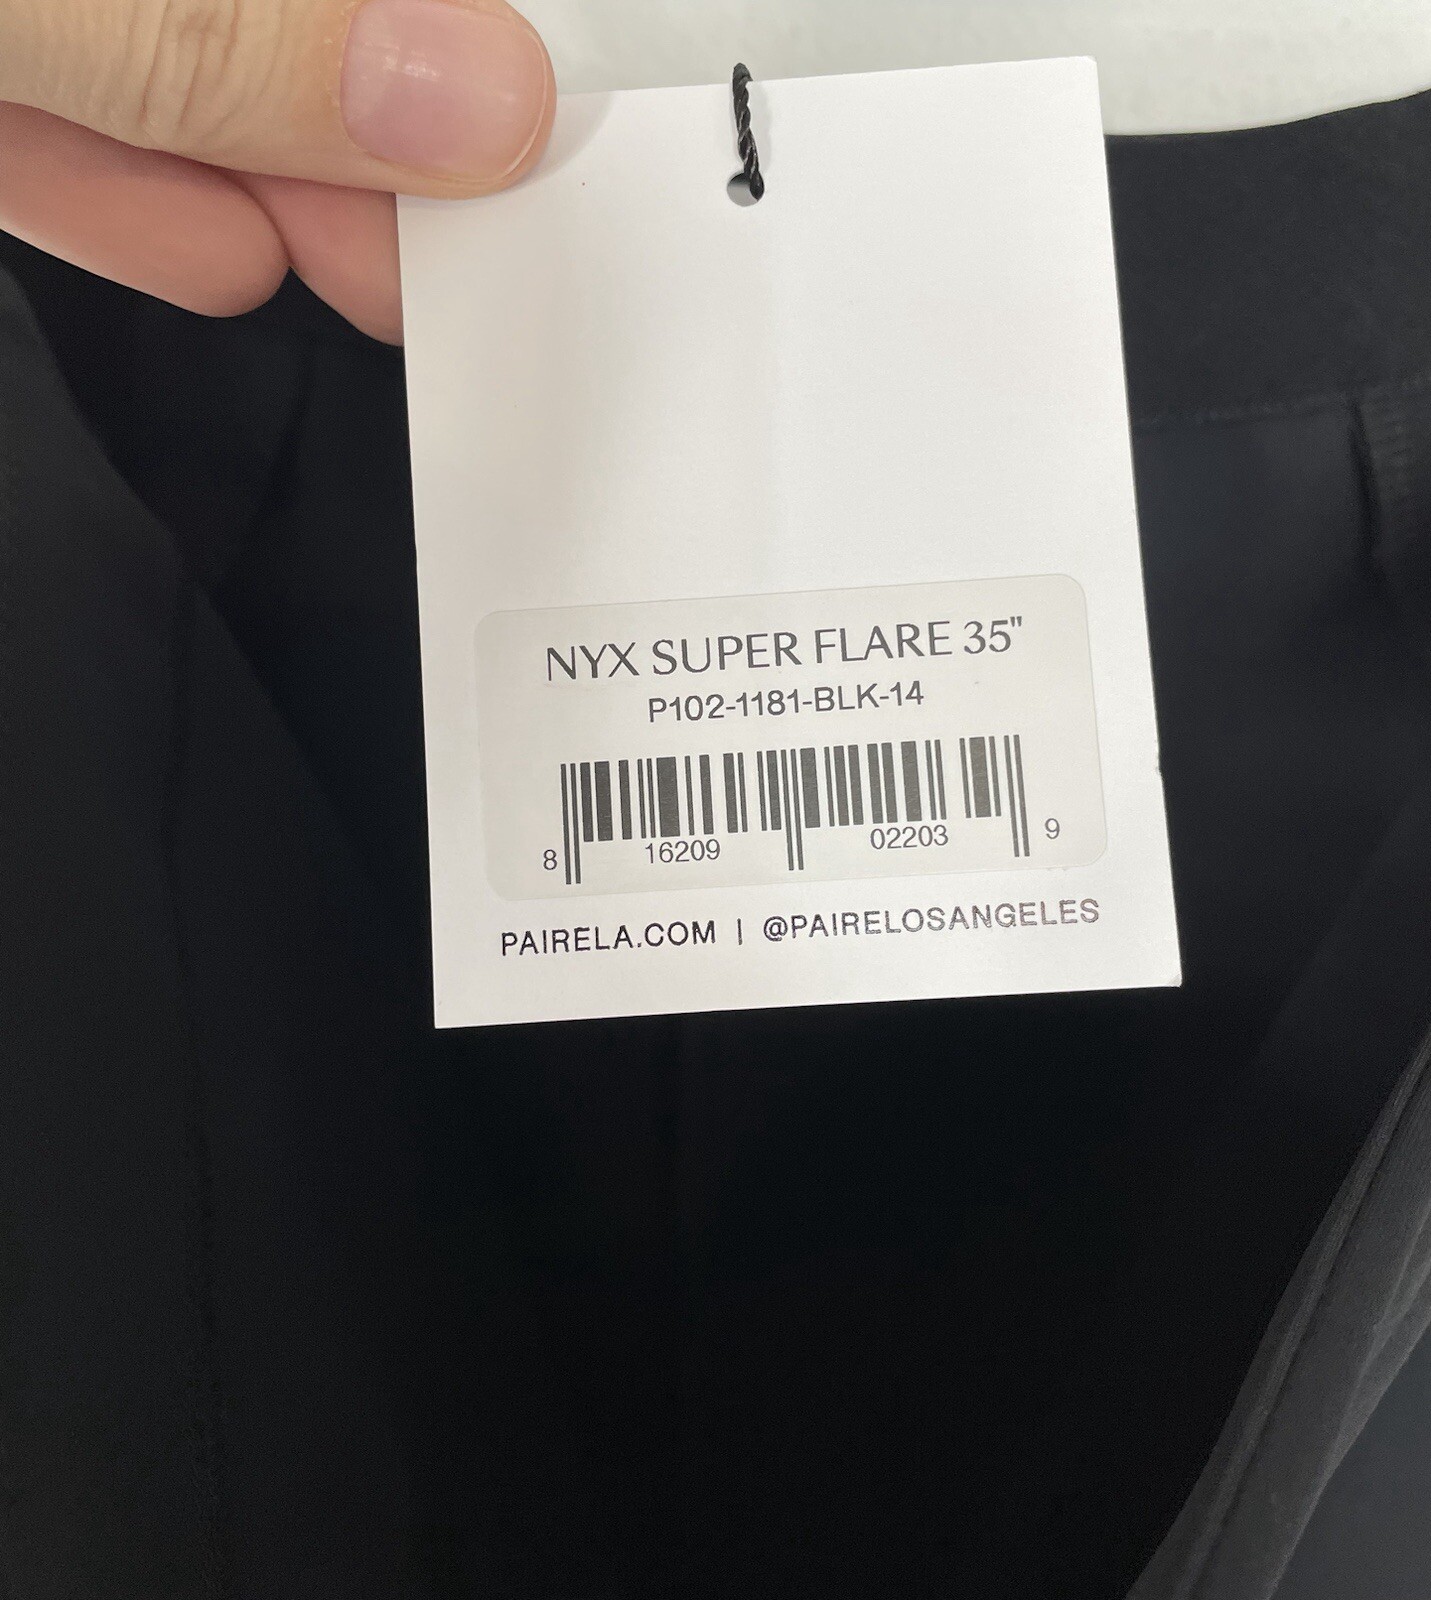 NYX SUPER FLARE 35"
P102-1181-BLK-14
8 16209 02203 9
PAIRELA.COM | @PAIRELOSANGELES